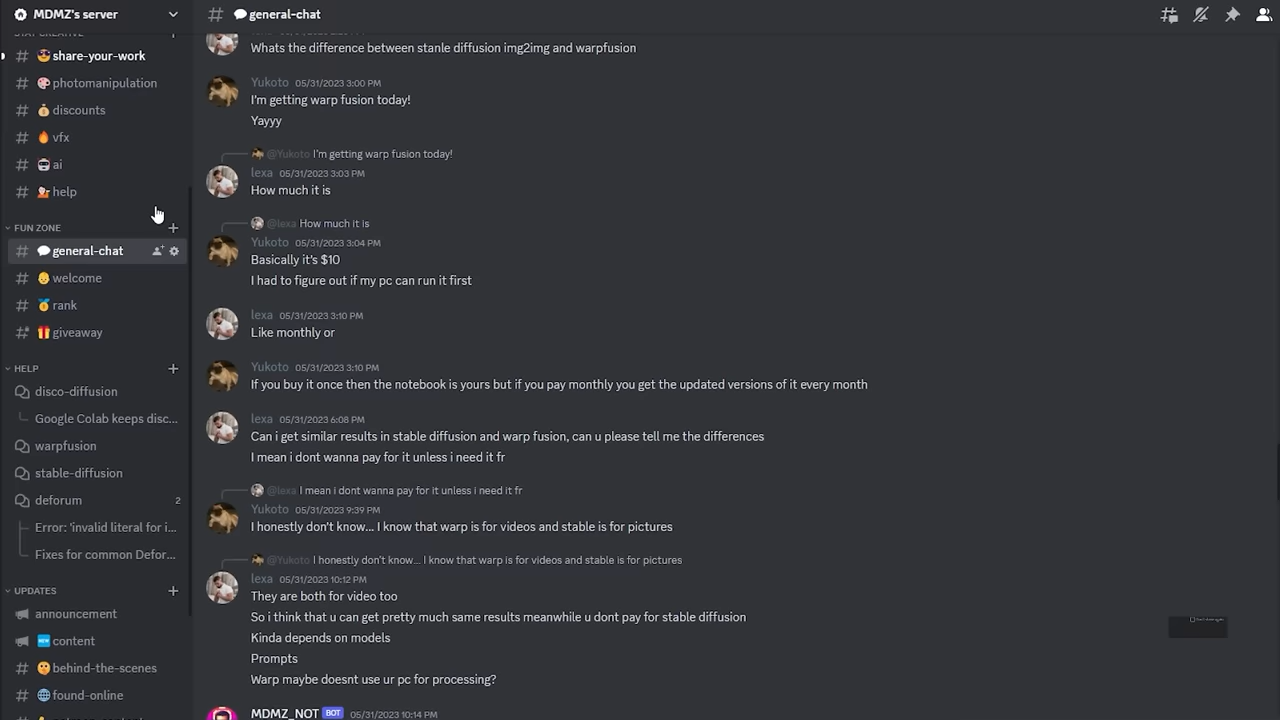 MDMZ's server
share-your-work
photomanipulation
discounts
vfx
ai
help
FUN ZONE
general-chat
welcome
rank
giveaway
HELP
disco-diffusion
Google Colab keeps disc...
warpfusion
stable-diffusion
deforum 2
Error: 'invalid literal for i...
Fixes for common Defor...
UPDATES
announcement
content
behind-the-scenes
found-online
general-chat
Whats the difference between stanle diffusion img2img and warpfusion
Yukoto 05/31/2023 3:00 PM
I'm getting warp fusion today!
Yayyy
@Yukoto I'm getting warp fusion today!
lexa 05/31/2023 3:03 PM
How much it is
@lexa How much it is
Yukoto 05/31/2023 3:04 PM
Basically it's $10
I had to figure out if my pc can run it first
lexa 05/31/2023 3:10 PM
Like monthly or
Yukoto 05/31/2023 3:10 PM
If you buy it once then the notebook is yours but if you pay monthly you get the updated versions of it every month
lexa 05/31/2023 6:08 PM
Can i get similar results in stable diffusion and warp fusion, can u please tell me the differences
I mean i dont wanna pay for it unless i need it fr
@lexa I mean i dont wanna pay for it unless i need it fr
Yukoto 05/31/2023 9:39 PM
I honestly don't know... I know that warp is for videos and stable is for pictures
@Yukoto I honestly don't know... I know that warp is for videos and stable is for pictures
lexa 05/31/2023 10:12 PM
They are both for video too
So i think that u can get pretty much same results meanwhile u dont pay for stable diffusion
Kinda depends on models
Prompts
Warp maybe doesnt use ur pc for processing?
MDMZ_NOT BOT 05/31/2023 10:14 PM